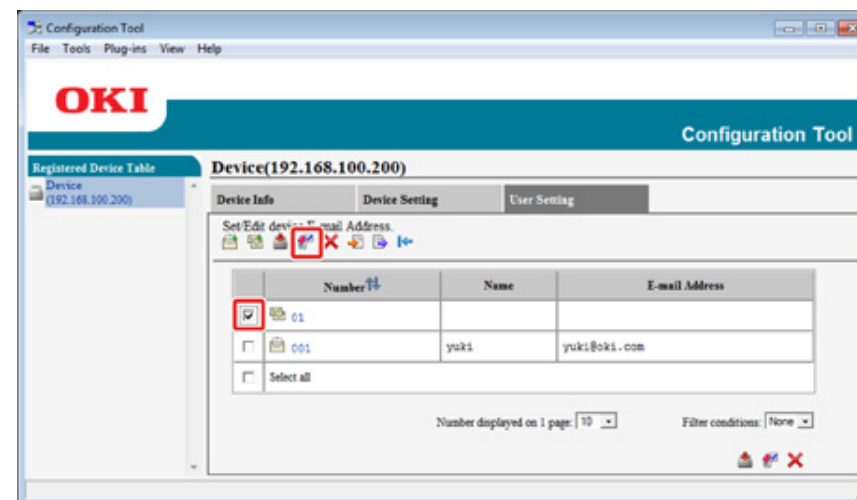 Configuration Tool
File Tools Plug-ins View Help
OKI
Configuration Tool
Registered Device Table
Device
(192.168.100.200)
Device(192.168.100.200)
Device Info Device Setting User Setting
Set/Edit device E-mail Address.
Number Name E-mail Address
01
001 yuki yuki@oki.com
Select all
Number displayed on 1 page: 10 Filter conditions: None